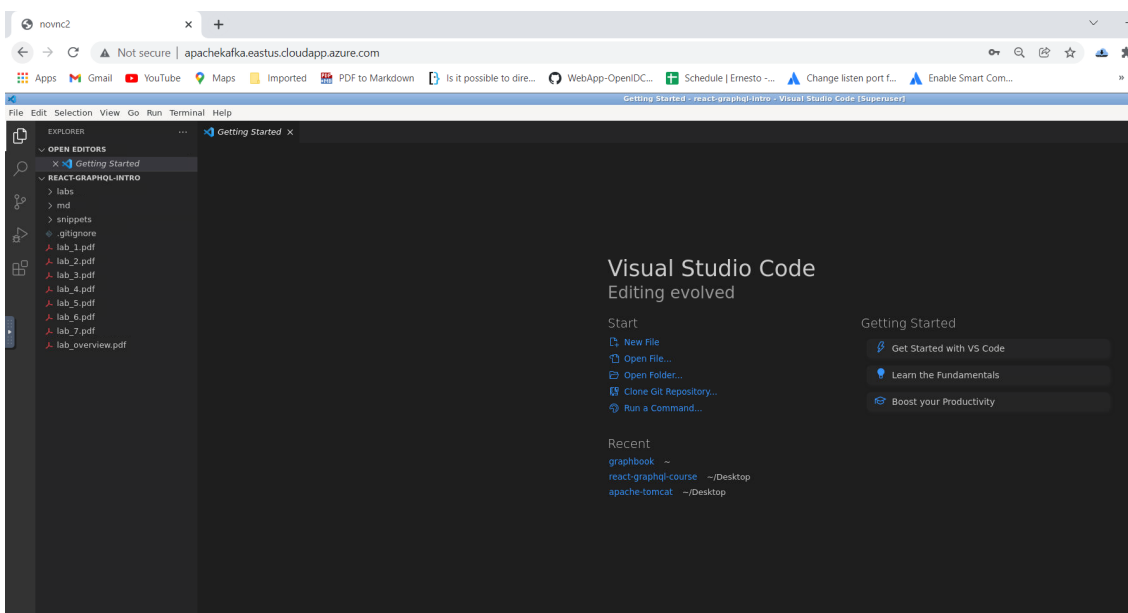 novnc2
Not secure | apachekafka.eastus.cloudapp.azure.com
Apps Gmail YouTube Maps Imported PDF to Markdown Is it possible to dire... WebApp-OpenIDC... Schedule | Ernesto -... Change listen port f... Enable Smart Com... »
Getting Started - react-graphql-intro - Visual Studio Code [Superuser]
File Edit Selection View Go Run Terminal Help
EXPLORER ... Getting Started
OPEN EDITORS
Getting Started
REACT-GRAPHQL-INTRO
labs
md
snippets
.gitignore
lab_1.pdf
lab_2.pdf
lab_3.pdf
lab_4.pdf
lab_5.pdf
lab_6.pdf
lab_7.pdf
lab_overview.pdf
Visual Studio Code
Editing evolved
Start
New File
Open File...
Open Folder...
Clone Git Repository...
Run a Command...
Recent
graphbook ~
react-graphql-course ~/Desktop
apache-tomcat ~/Desktop
Getting Started
Get Started with VS Code
Learn the Fundamentals
Boost your Productivity